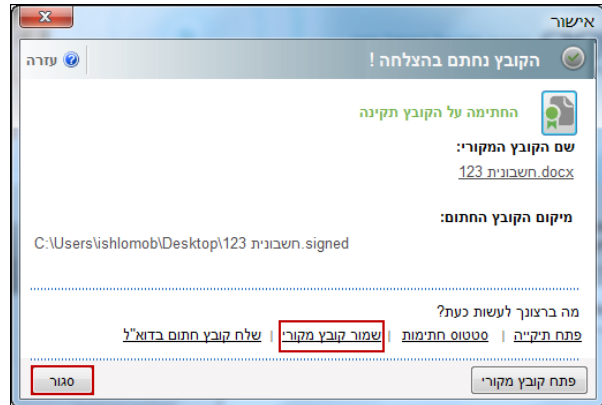 אישור
הקובץ נחתם בהצלחה !
עזרה
החתימה על הקובץ תקינה
שם הקובץ המקורי:
חשבונית 123.docx
מיקום הקובץ החתום:
C:\Users\ishlomob\Desktop\חשבונית 123.signed
מה ברצונך לעשות כעת?
פתח תיקייה | סטטוס חתימות | שמור קובץ מקורי | שלח קובץ חתום בדוא"ל
פתח קובץ מקורי
סגור